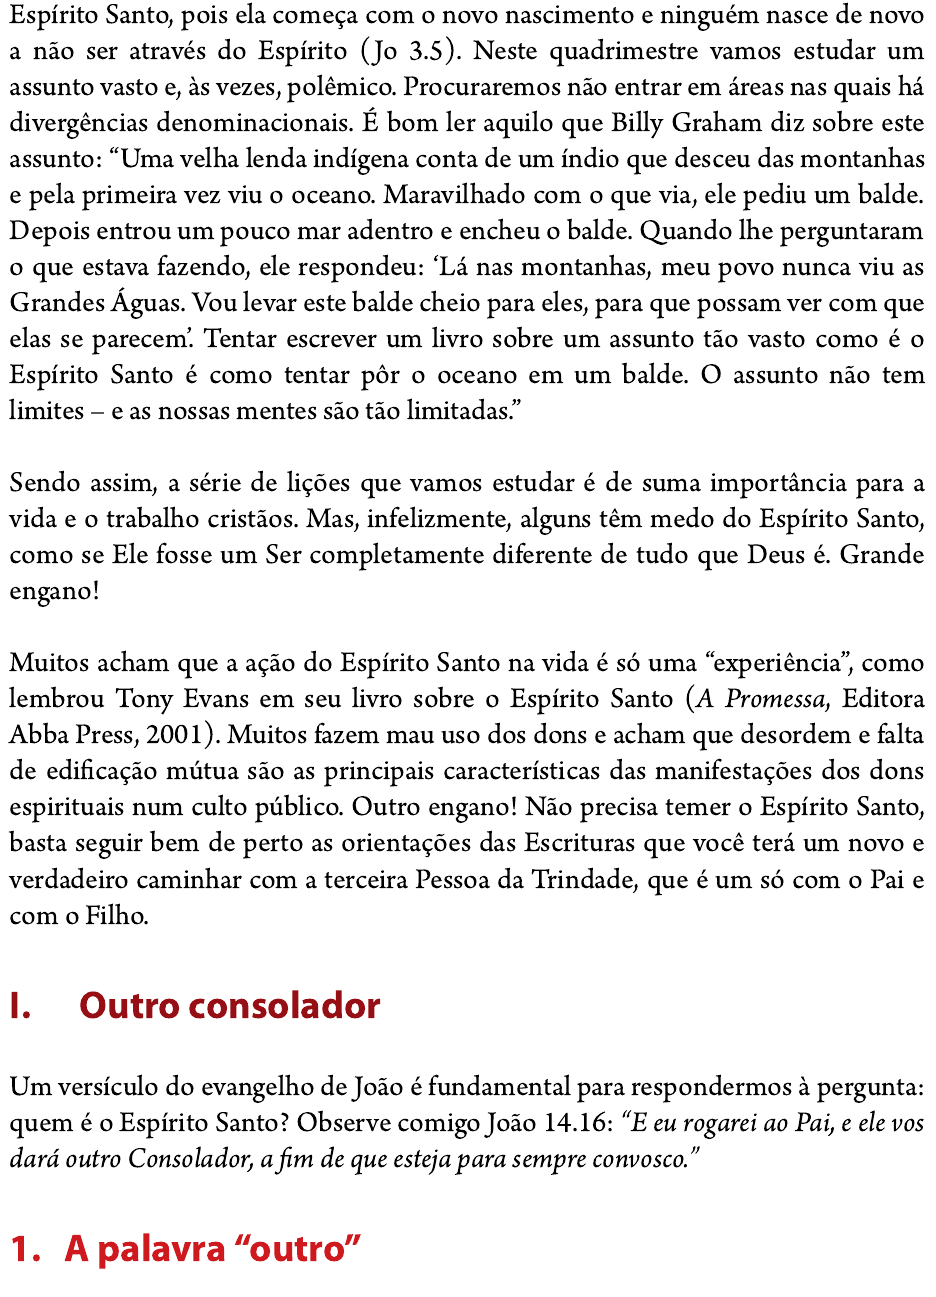 Espírito Santo, pois ela começa com o novo nascimento e ninguém nasce de novo
a não ser através do Espírito (Jo 3.5). Neste quadrimestre vamos estudar um
assunto vasto e, às vezes, polêmico. Procuraremos não entrar em áreas nas quais há
divergências denominacionais. É bom ler aquilo que Billy Graham diz sobre este
assunto: “Uma velha lenda indígena conta de um índio que desceu das montanhas
e pela primeira vez viu o oceano. Maravilhado com o que via, ele pediu um balde.
Depois entrou um pouco mar adentro e encheu o balde. Quando lhe perguntaram
o que estava fazendo, ele respondeu: ‘Lá nas montanhas, meu povo nunca viu as
Grandes Águas. Vou levar este balde cheio para eles, para que possam ver com que
elas se parecem’. Tentar escrever um livro sobre um assunto tão vasto como é o
Espírito Santo é como tentar pôr o oceano em um balde. O assunto não tem
limites – e as nossas mentes são tão limitadas.”
Sendo assim, a série de lições que vamos estudar é de suma importância para a
vida e o trabalho cristãos. Mas, infelizmente, alguns têm medo do Espírito Santo,
como se Ele fosse um Ser completamente diferente de tudo que Deus é. Grande
engano!
Muitos acham que a ação do Espírito Santo na vida é só uma “experiência”, como
lembrou Tony Evans em seu livro sobre o Espírito Santo (A Promessa, Editora
Abba Press, 2001). Muitos fazem mau uso dos dons e acham que desordem e falta
de edificação mútua são as principais características das manifestações dos dons
espirituais num culto público. Outro engano! Não precisa temer o Espírito Santo,
basta seguir bem de perto as orientações das Escrituras que você terá um novo e
verdadeiro caminhar com a terceira Pessoa da Trindade, que é um só com o Pai e
com o Filho.
I. Outro consolador
Um versículo do evangelho de João é fundamental para respondermos à pergunta:
quem é o Espírito Santo? Observe comigo João 14.16: “E eu rogarei ao Pai, e ele vos
dará outro Consolador, a fim de que esteja para sempre convosco.”
1. A palavra “outro”